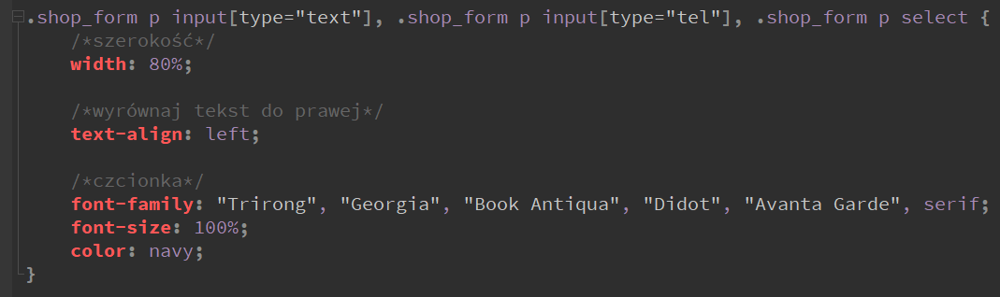 .shop_form p input[type="text"], .shop_form p input[type="tel"], .shop_form p select {
/*szerokość*/
width: 80%;
/*wyrównaj tekst do prawej*/
text-align: left;
/*czcionka*/
font-family: "Trirong", "Georgia", "Book Antiqua", "Didot", "Avanta Garde", serif;
font-size: 100%;
color: navy;
}